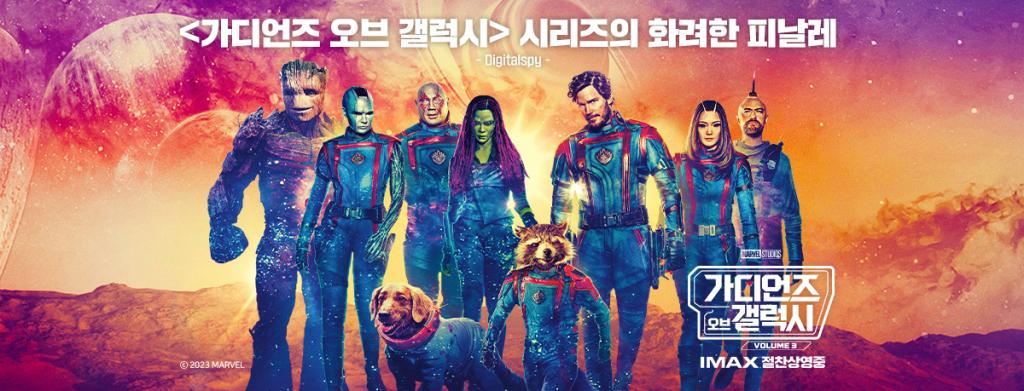 <가디언즈 오브 갤럭시> 시리즈의 화려한 피날레
- Digitalspy -
MARVEL STUDIOS
가디언즈
오브 갤럭시
VOLUME 3
IMAX 절찬상영중
© 2023 MARVEL